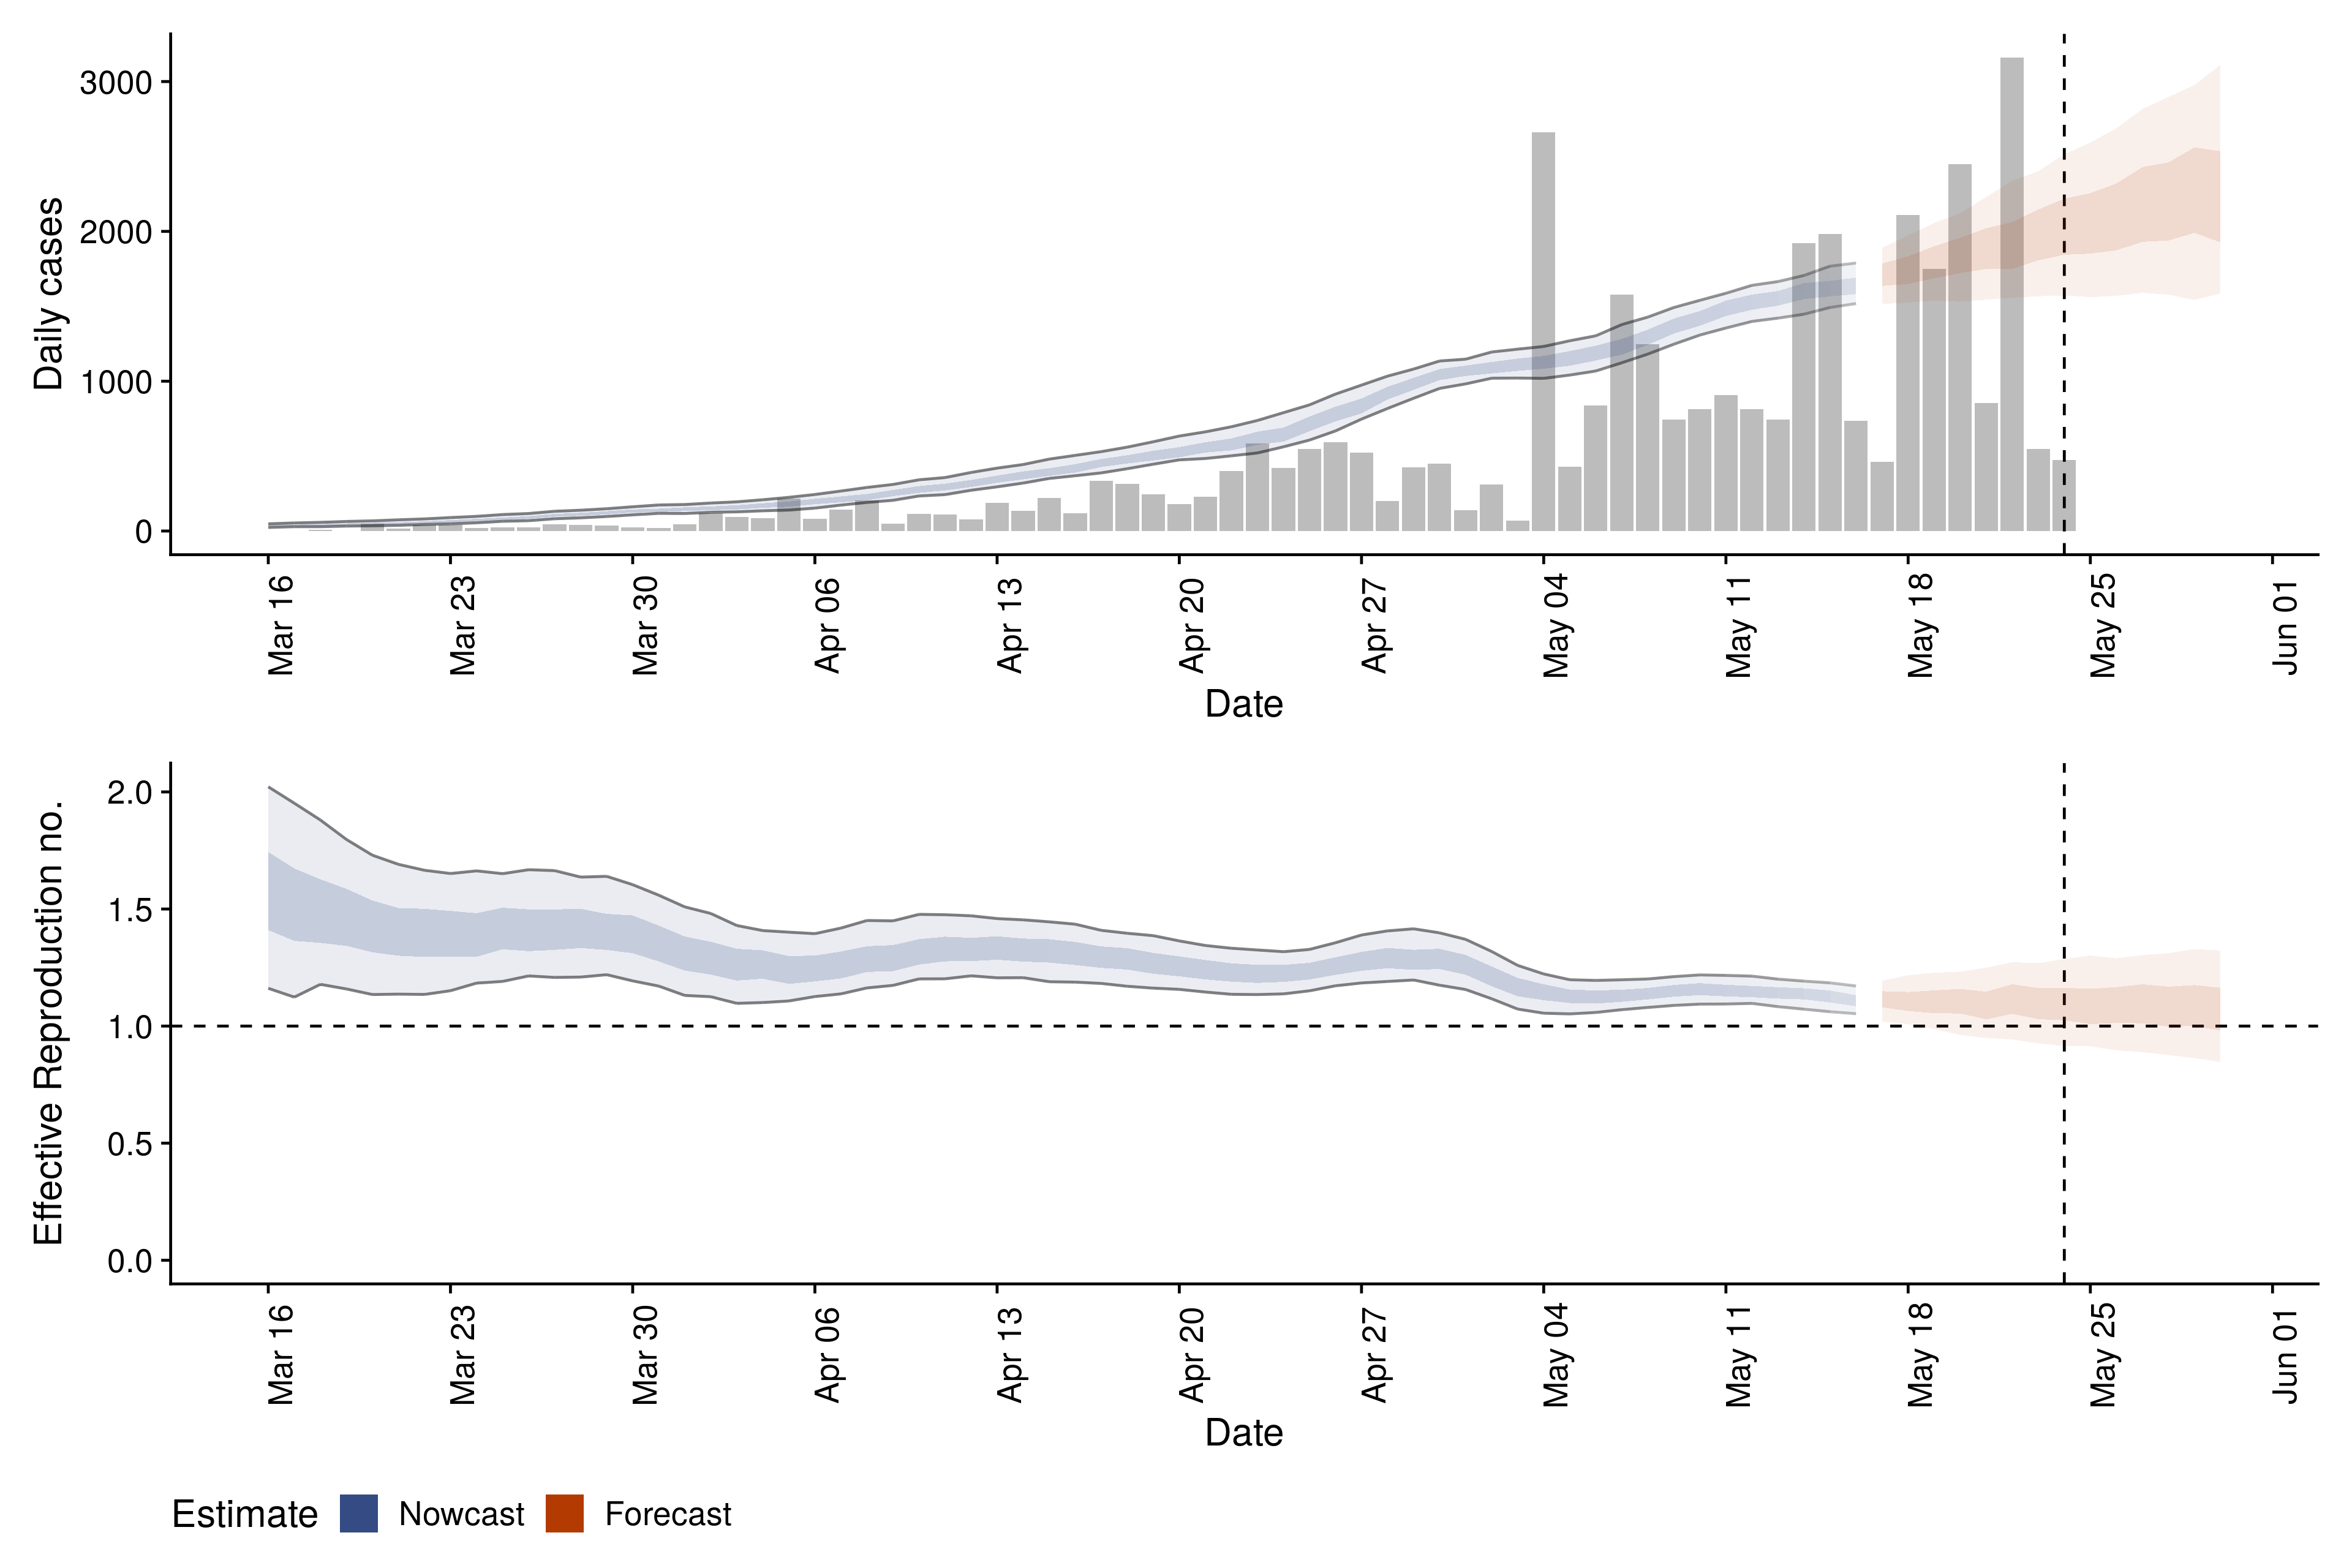 Daily cases
3000
2000
1000
0
Mar 16
Mar 23
Mar 30
Apr 06
Apr 13
Apr 20
Apr 27
May 04
May 11
May 18
May 25
Jun 01
Date
Effective Reproduction no.
2.0
1.5
1.0
0.5
0.0
Mar 16
Mar 23
Mar 30
Apr 06
Apr 13
Apr 20
Apr 27
May 04
May 11
May 18
May 25
Jun 01
Date
Estimate Nowcast Forecast